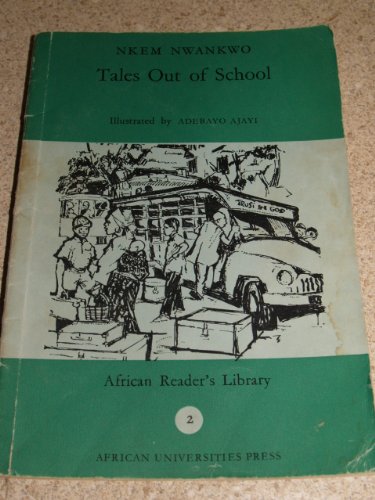 NKEM NWANKWO
Tales Out of School
Illustrated by ADEBAYO AJAYI
TRUST IN GOD
African Reader's Library
2
AFRICAN UNIVERSITIES PRESS